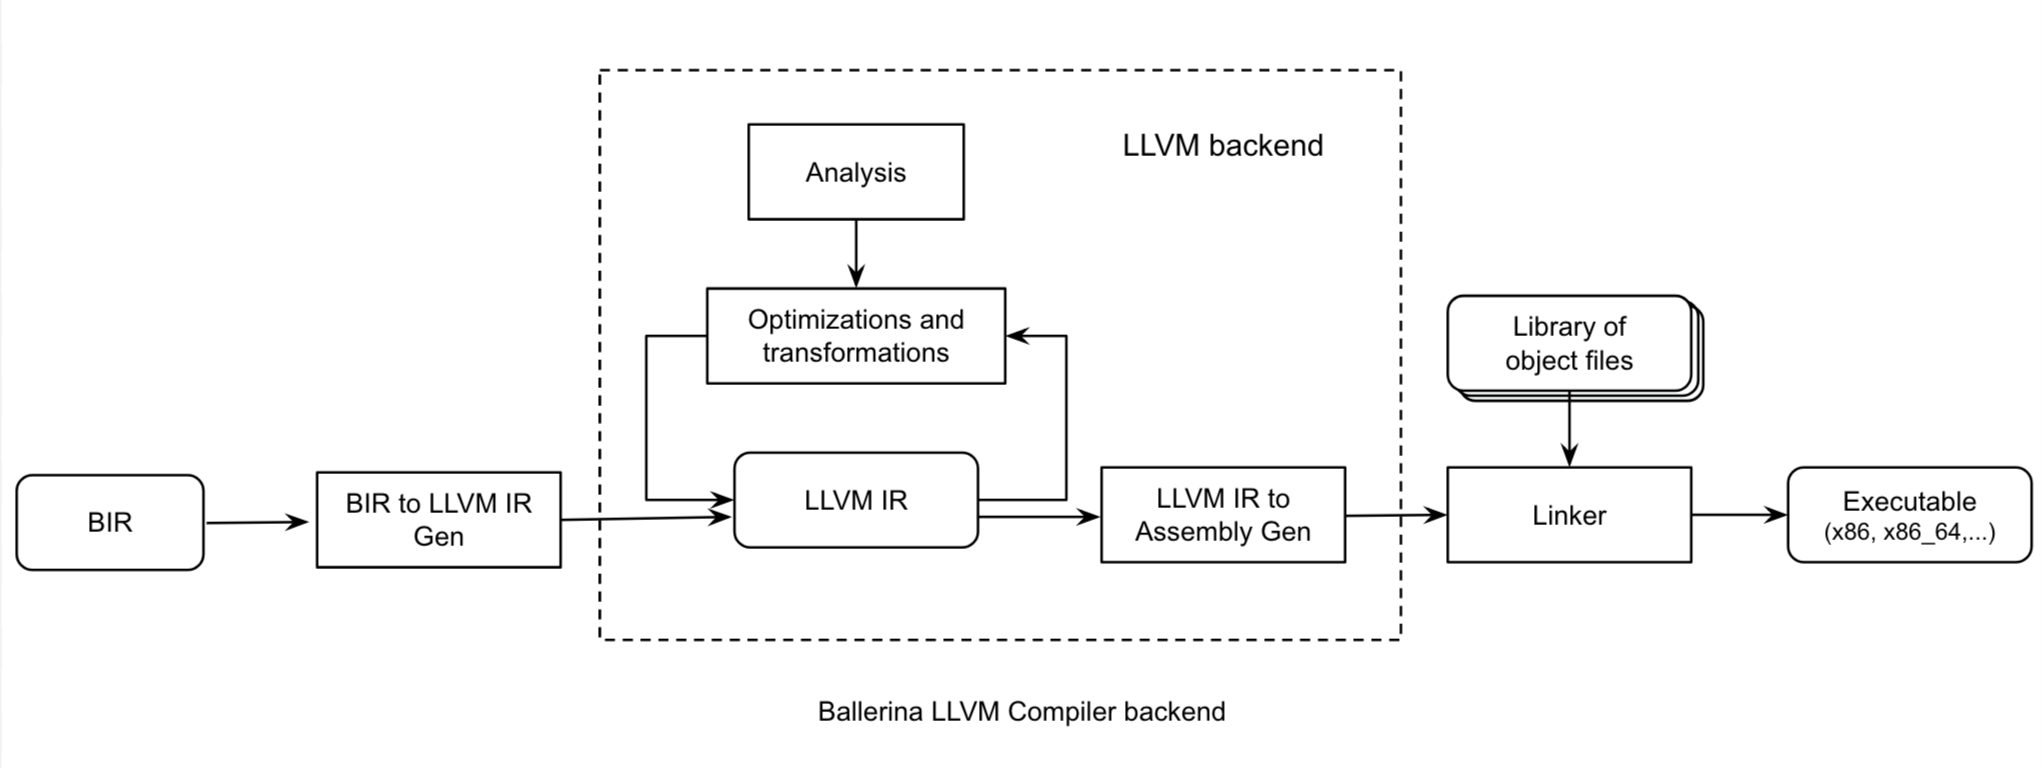 LLVM backend
Analysis
Optimizations and
transformations
Library of
object files
BIR
BIR to LLVM IR
Gen
LLVM IR
LLVM IR to
Assembly Gen
Linker
Executable
(x86, x86_64,...)
Ballerina LLVM Compiler backend